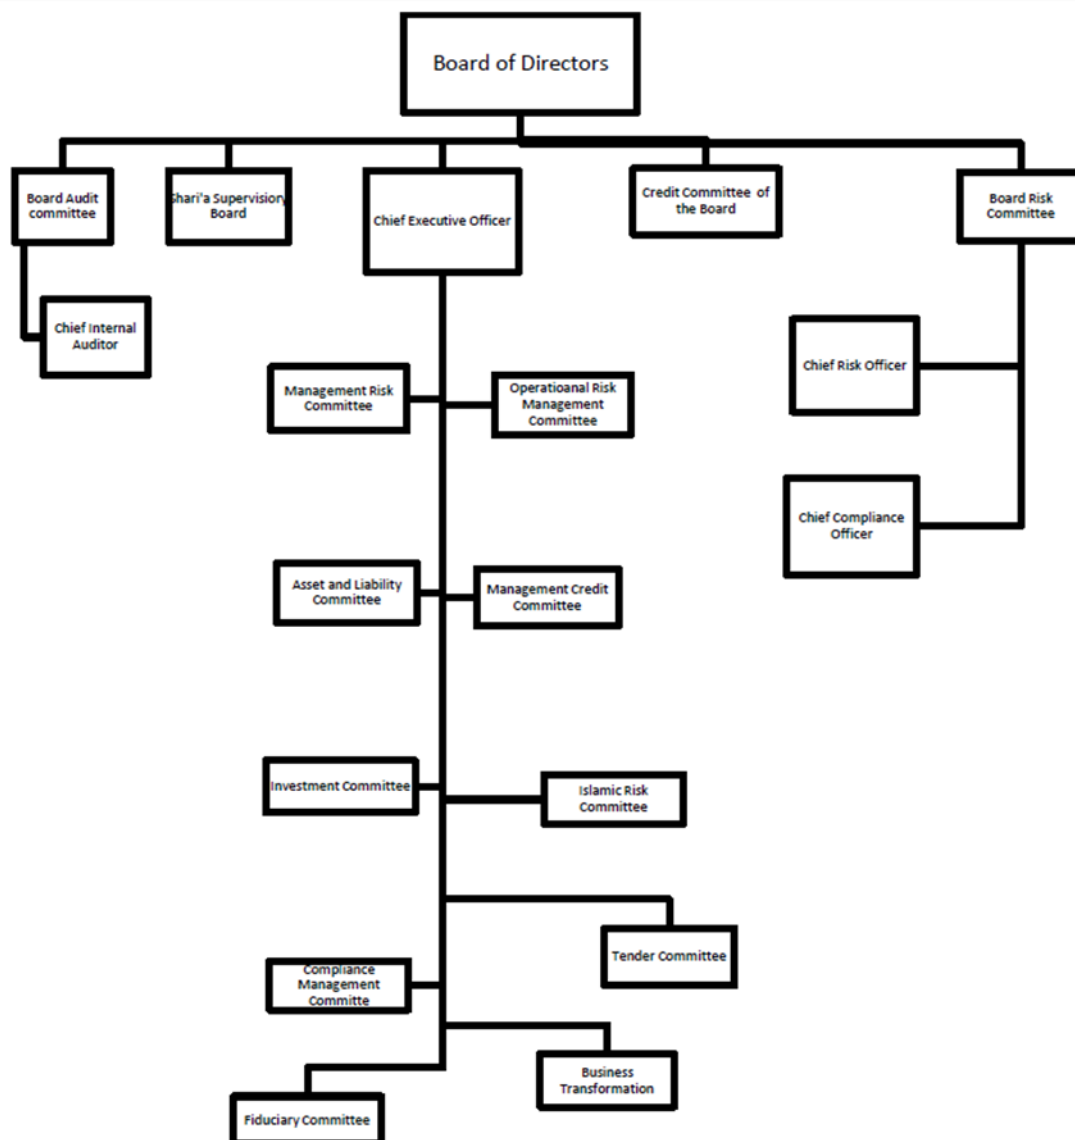 Board of Directors
Board Audit
committee
Shari'a Supervisory
Board
Chief Executive Officer
Credit Committee of
the Board
Board Risk
Committee
Chief Internal
Auditor
Chief Risk Officer
Management Risk
Committee
Operatioanal Risk
Management
Committee
Chief Compliance
Officer
Asset and Liability
Committee
Management Credit
Committee
Investment Committee
Islamic Risk
Committee
Tender Committee
Compliance
Management
Committe
Business
Transformation
Fiduciary Committee